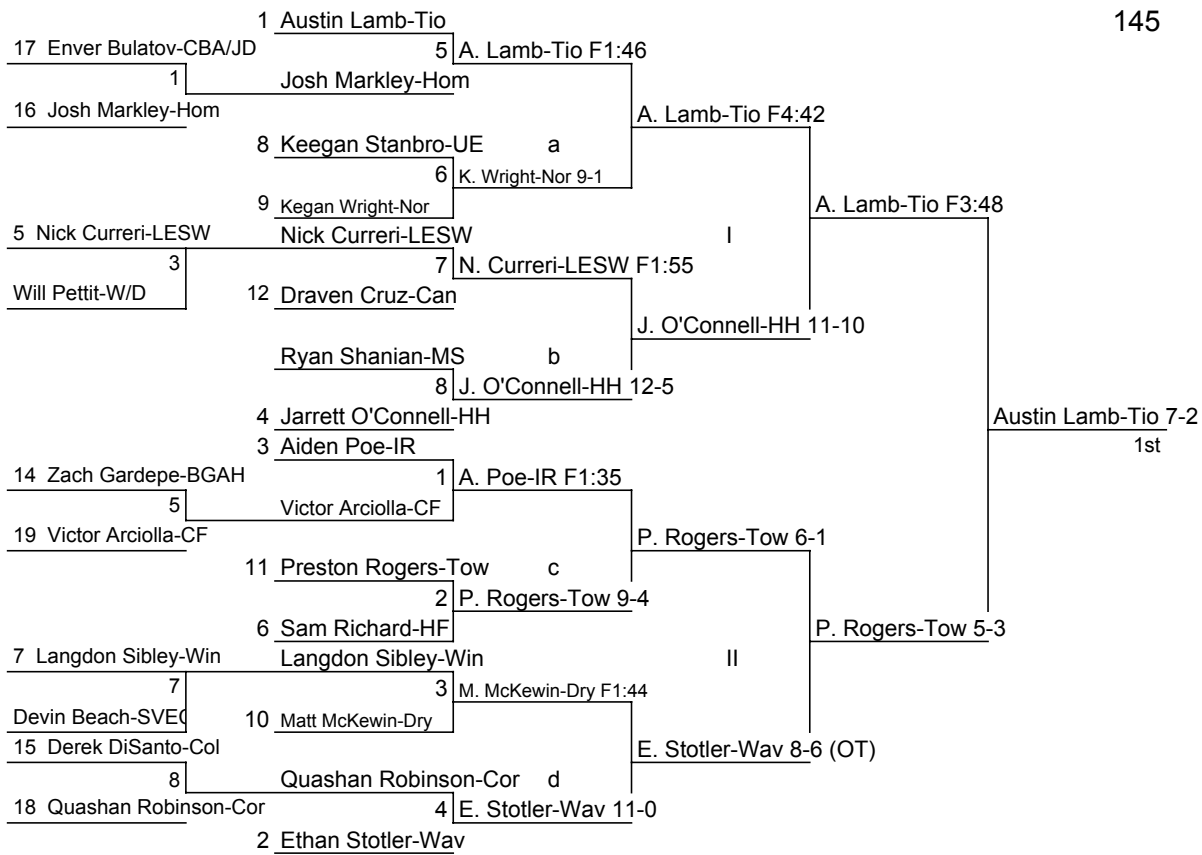 145
1 Austin Lamb-Tio
17 Enver Bulatov-CBA/JD
5 A. Lamb-Tio F1:46
1 Josh Markley-Hom
16 Josh Markley-Hom
A. Lamb-Tio F4:42
8 Keegan Stanbro-UE a
6 K. Wright-Nor 9-1
9 Kegan Wright-Nor
A. Lamb-Tio F3:48
5 Nick Curreri-LESW
Nick Curreri-LESW I
3
7 N. Curreri-LESW F1:55
Will Pettit-W/D
12 Draven Cruz-Can
J. O'Connell-HH 11-10
Ryan Shanian-MS b
8 J. O'Connell-HH 12-5
4 Jarrett O'Connell-HH
Austin Lamb-Tio 7-2
1st
3 Aiden Poe-IR
14 Zach Gardepe-BGAH
1 A. Poe-IR F1:35
5 Victor Arciolla-CF
19 Victor Arciolla-CF
P. Rogers-Tow 6-1
11 Preston Rogers-Tow c
2 P. Rogers-Tow 9-4
6 Sam Richard-HF
P. Rogers-Tow 5-3
7 Langdon Sibley-Win
Langdon Sibley-Win II
7
3 M. McKewin-Dry F1:44
Devin Beach-SVEC
10 Matt McKewin-Dry
15 Derek DiSanto-Col
E. Stotler-Wav 8-6 (OT)
8 Quashan Robinson-Cor d
18 Quashan Robinson-Cor
4 E. Stotler-Wav 11-0
2 Ethan Stotler-Wav